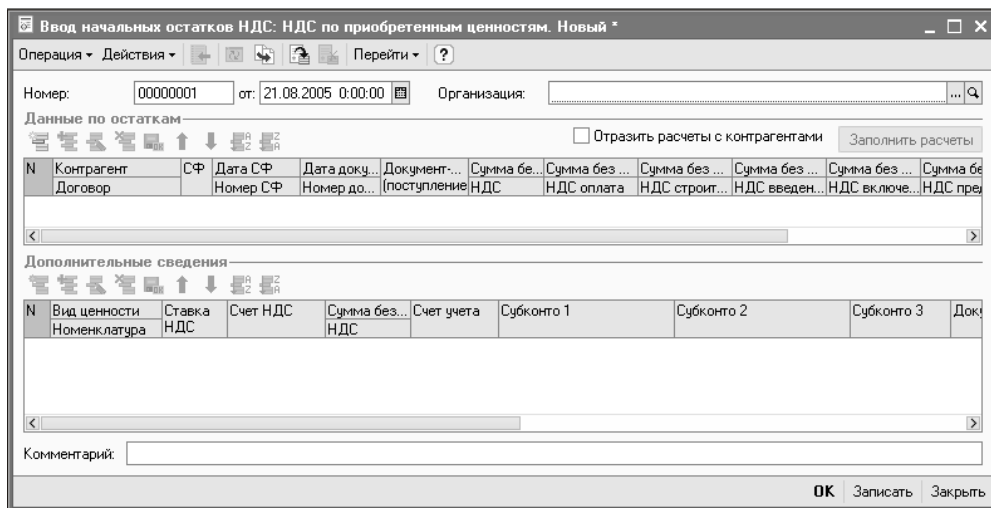 Ввод начальных остатков НДС: НДС по приобретенным ценностям. Новый *
Операция Действия Перейти ?
Номер: 00000001 от: 21.08.2005 0:00:00 Организация: ...
Данные по остаткам
Отразить расчеты с контрагентами Заполнить расчеты
N Контрагент СФ Дата СФ Дата доку... Документ-... Сумма бе... Сумма без ... Сумма без ... Сумма без ... Сумма без ... Сумма бе
Договор Номер СФ Номер до... (поступление НДС НДС оплата НДС строит... НДС введен... НДС включе... НДС пред
Дополнительные сведения
N Вид ценности Ставка Счет НДС Сумма без... Счет учета Субконто 1 Субконто 2 Субконто 3 Доку
Номенклатура НДС НДС
Комментарий:
OK Записать Закрыть